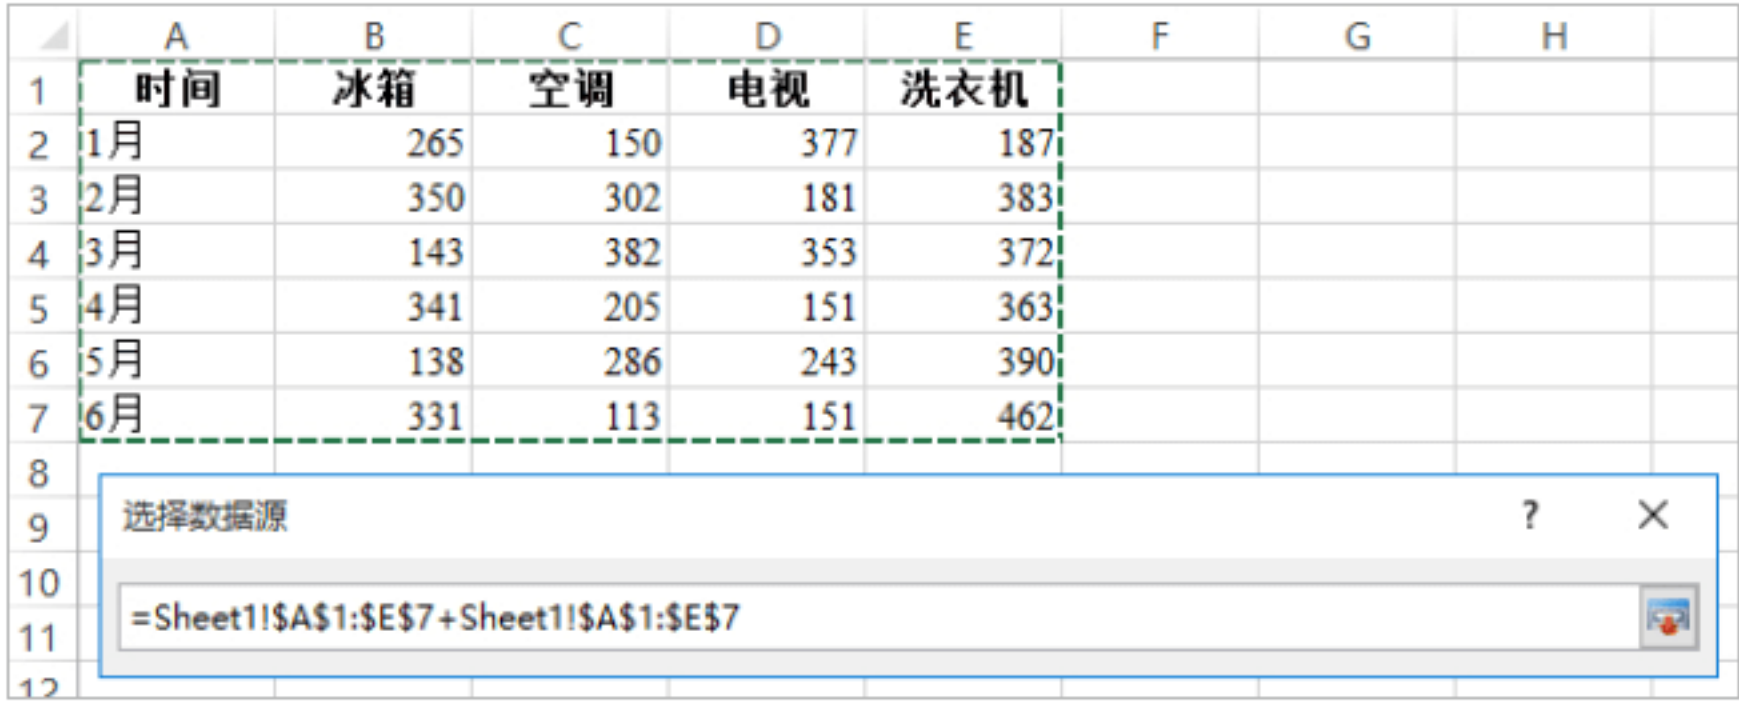 A B C D E F G H
1 时间 冰箱 空调 电视 洗衣机
2 1月 265 150 377 187
3 2月 350 302 181 383
4 3月 143 382 353 372
5 4月 341 205 151 363
6 5月 138 286 243 390
7 6月 331 113 151 462
8
9 选择数据源 ? ×
10
=Sheet1!$A$1:$E$7+Sheet1!$A$1:$E$7
11
12